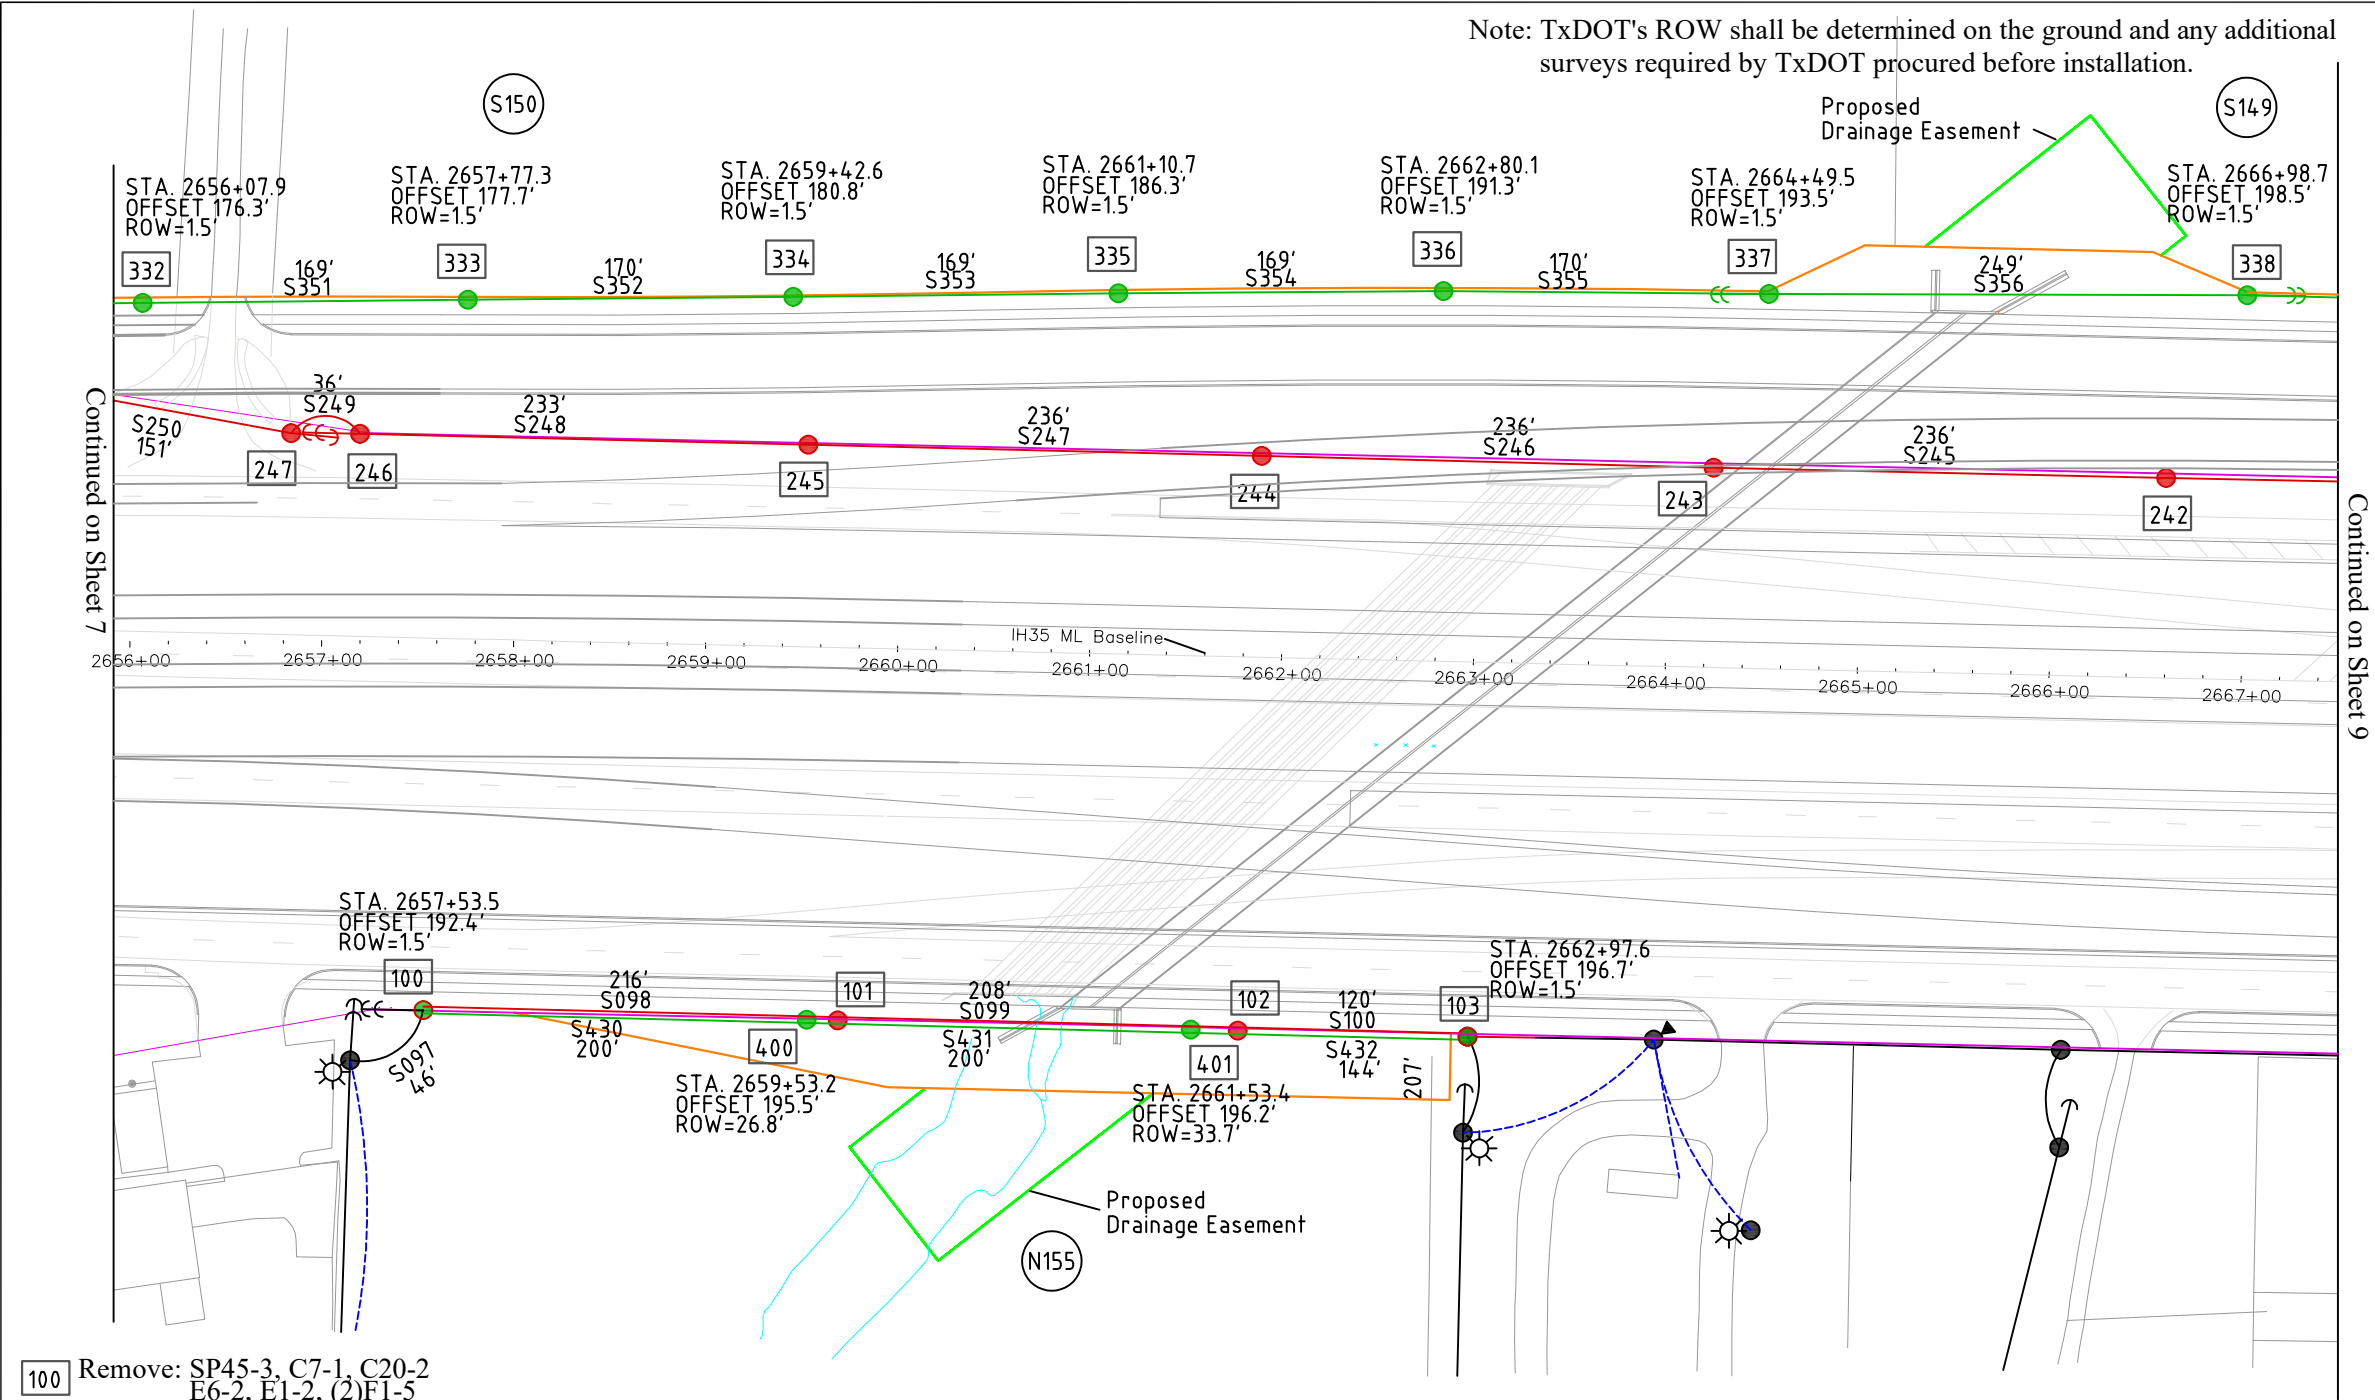 Note: TxDOT's ROW shall be determined on the ground and any additional
surveys required by TxDOT procured before installation.
S150
S149
Proposed
Drainage Easement
STA. 2656+07.9
OFFSET 176.3'
ROW=1.5'
STA. 2657+77.3
OFFSET 177.7'
ROW=1.5'
STA. 2659+42.6
OFFSET 180.8'
ROW=1.5'
STA. 2661+10.7
OFFSET 186.3'
ROW=1.5'
STA. 2662+80.1
OFFSET 191.3'
ROW=1.5'
STA. 2664+49.5
OFFSET 193.5'
ROW=1.5'
STA. 2666+98.7
OFFSET 198.5'
ROW=1.5'
332
169'
S351
333
170'
S352
334
169'
S353
335
169'
S354
336
170'
S355
337
249'
S356
338
Continued on Sheet 7
S250
151'
36'
S249
247
246
233'
S248
245
236'
S247
244
236'
S246
243
236'
S245
242
Continued on Sheet 9
IH35 ML Baseline
2656+00
2657+00
2658+00
2659+00
2660+00
2661+00
2662+00
2663+00
2664+00
2665+00
2666+00
2667+00
STA. 2657+53.5
OFFSET 192.4'
ROW=1.5'
100
216'
S098
101
208'
S099
102
120'
S100
103
STA. 2662+97.6
OFFSET 196.7'
ROW=1.5'
S097
46'
S430
200'
400
S431
200'
401
S432
144'
207'
STA. 2659+53.2
OFFSET 195.5'
ROW=26.8'
STA. 2661+53.4
OFFSET 196.2'
ROW=33.7'
Proposed
Drainage Easement
N155
100 Remove: SP45-3, C7-1, C20-2
E6-2, E1-2, (2)F1-5